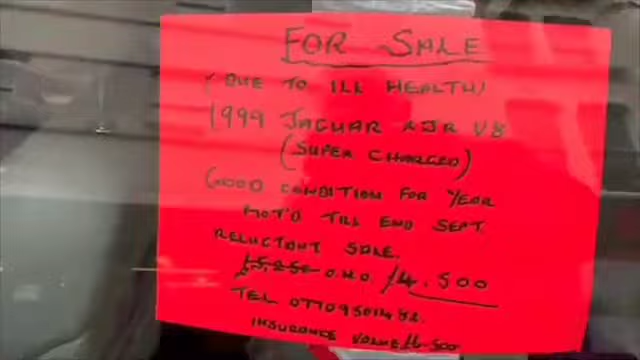 FOR SALE
(DUE TO ILL HEALTH)
1999 JAGUAR XJR V8
(SUPER CHARGED)
GOOD CONDITION FOR YEAR
MOT'D TILL END SEPT.
RELUCTANT SALE.
O.N.O. £4.500
TEL
INSURANCE VALUE